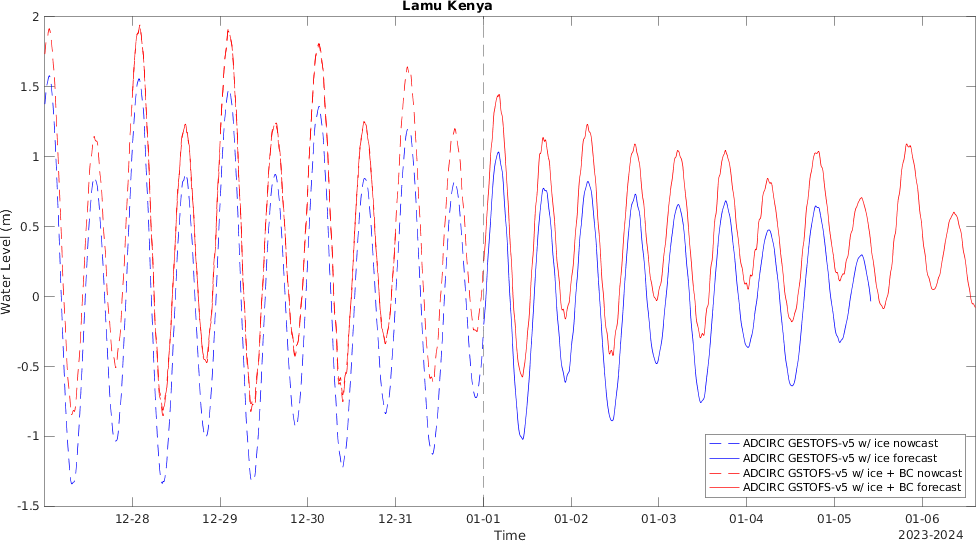 Lamu Kenya
Water Level (m)
2
1.5
1
0.5
0
-0.5
-1
-1.5
12-28
12-29
12-30
12-31
01-01
01-02
01-03
01-04
01-05
01-06
Time
2023-2024
ADCIRC GESTOFS-v5 w/ ice nowcast
ADCIRC GESTOFS-v5 w/ ice forecast
ADCIRC GSTOFS-v5 w/ ice + BC nowcast
ADCIRC GSTOFS-v5 w/ ice + BC forecast